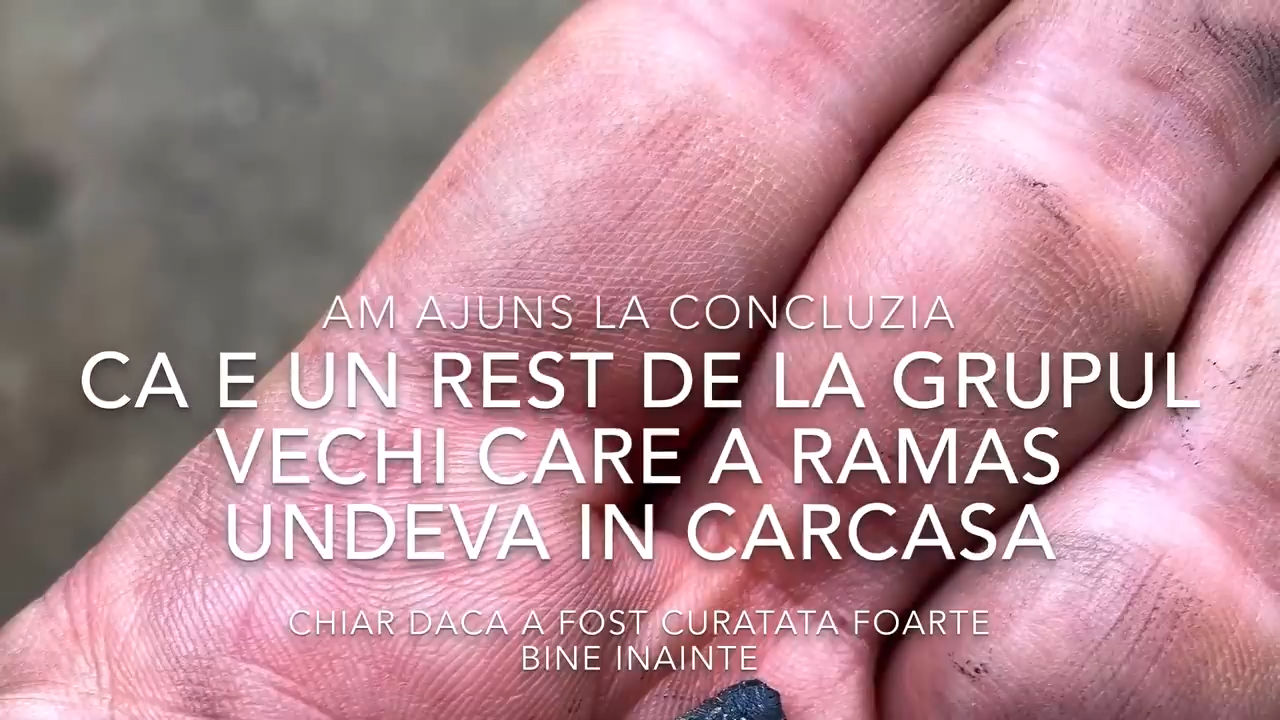 AM AJUNS LA CONCLUZIA
CA E UN REST DE LA GRUPUL
VECHI CARE A RAMAS
UNDEVA IN CARCASA
CHIAR DACA A FOST CURATATA FOARTE
BINE INAINTE